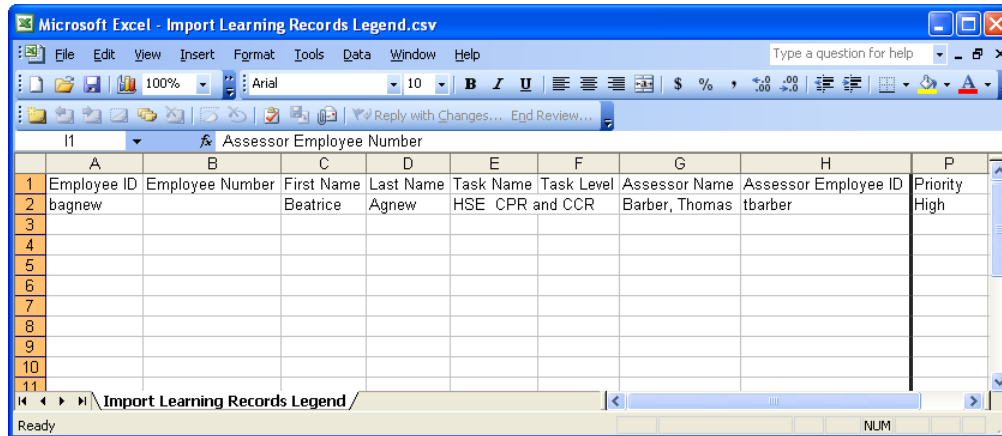 Microsoft Excel - Import Learning Records Legend.csv
File Edit View Insert Format Tools Data Window Help Type a question for help
100% Arial 10 B I U $ % , .00 .00
Reply with Changes... End Review...
I1 fx Assessor Employee Number
A B C D E F G H P
1 Employee ID Employee Number First Name Last Name Task Name Task Level Assessor Name Assessor Employee ID Priority
2 bagnew Beatrice Agnew HSE CPR and CCR Barber, Thomas tbarber High
3
4
5
6
7
8
9
10
11
Import Learning Records Legend
Ready NUM